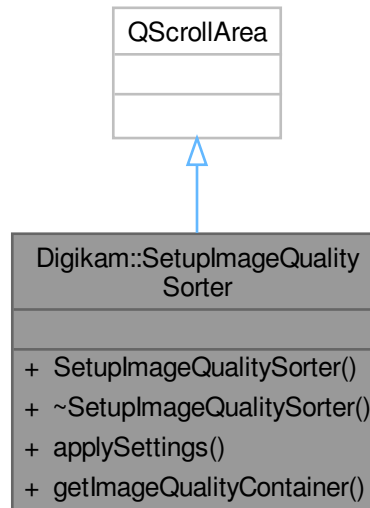 QScrollArea
Digikam::SetupImageQuality
Sorter
+ SetupImageQualitySorter()
+ ~SetupImageQualitySorter()
+ applySettings()
+ getImageQualityContainer()